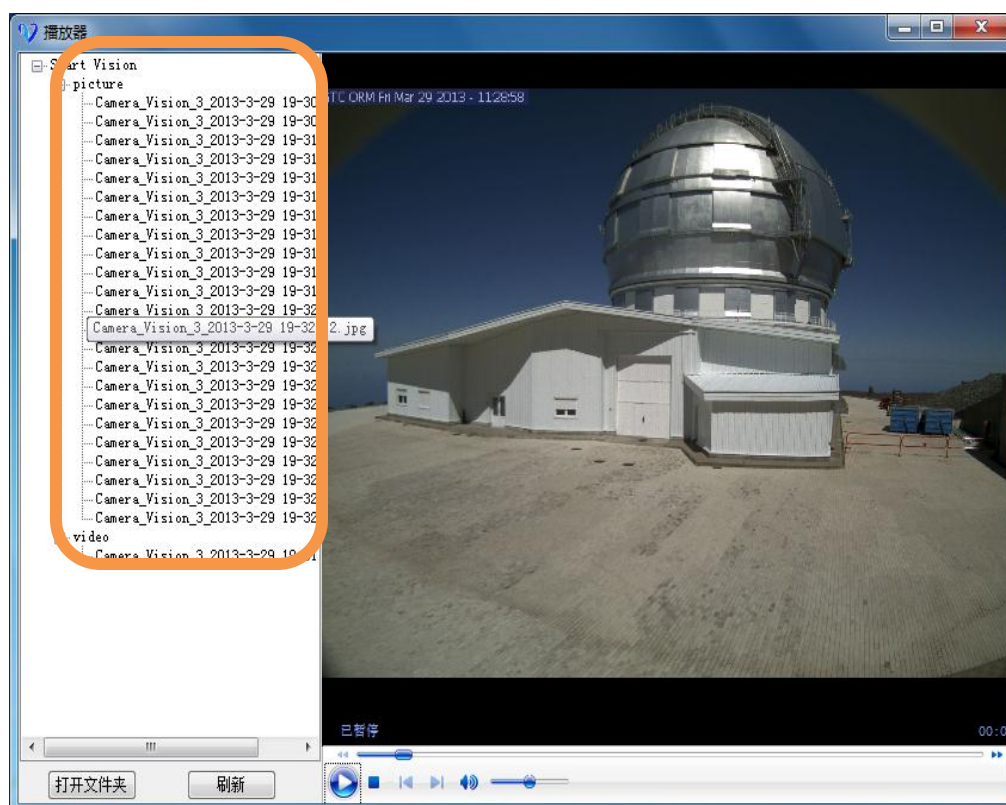 播放器
Smart Vision
picture
Camera_Vision_3_2013-3-29 19-30
Camera_Vision_3_2013-3-29 19-30
Camera_Vision_3_2013-3-29 19-31
Camera_Vision_3_2013-3-29 19-31
Camera_Vision_3_2013-3-29 19-31
Camera_Vision_3_2013-3-29 19-31
Camera_Vision_3_2013-3-29 19-31
Camera_Vision_3_2013-3-29 19-31
Camera_Vision_3_2013-3-29 19-31
Camera_Vision_3_2013-3-29 19-31
Camera_Vision_3_2013-3-29 19-31
Camera_Vision_3_2013-3-29 19-32
Camera_Vision_3_2013-3-29 19-32 2.jpg
Camera_Vision_3_2013-3-29 19-32
Camera_Vision_3_2013-3-29 19-32
Camera_Vision_3_2013-3-29 19-32
Camera_Vision_3_2013-3-29 19-32
Camera_Vision_3_2013-3-29 19-32
Camera_Vision_3_2013-3-29 19-32
Camera_Vision_3_2013-3-29 19-32
Camera_Vision_3_2013-3-29 19-32
Camera_Vision_3_2013-3-29 19-32
Camera_Vision_3_2013-3-29 19-32
video
Camera_Vision_3_2013-3-29 19-31
GTC ORM Fri Mar 29 2013 - 11:28:58
已暂停
00:0
打开文件夹
刷新